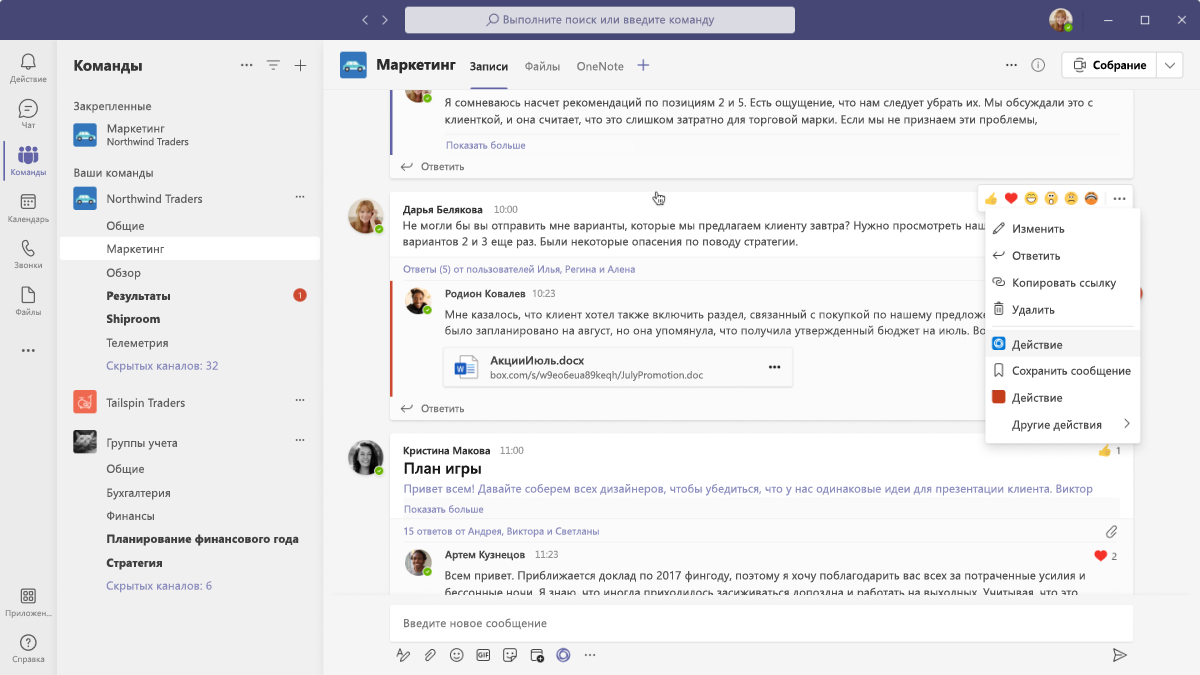 Выполните поиск или введите команду
Действие
Чат
Команды
Календарь
Звонки
Файлы
Приложен...
Справка
Команды
Закрепленные
Маркетинг
Northwind Traders
Ваши команды
Northwind Traders
Общие
Маркетинг
Обзор
Результаты
1
Shiproom
Телеметрия
Скрытых каналов: 32
Tailspin Traders
Группы учета
Общие
Бухгалтерия
Финансы
Планирование финансового года
Стратегия
Скрытых каналов: 6
Маркетинг
Записи
Файлы
OneNote
Собрание
Я сомневаюсь насчет рекомендаций по позициям 2 и 5. Есть ощущение, что нам следует убрать их. Мы обсуждали это с
клиенткой, и она считает, что это слишком затратно для торговой марки. Если мы не признаем эти проблемы,
Показать больше
Ответить
Дарья Белякова 10:00
Не могли бы вы отправить мне варианты, которые мы предлагаем клиенту завтра? Нужно просмотреть наш
вариантов 2 и 3 еще раз. Были некоторые опасения по поводу стратегии.
Ответы (5) от пользователей Илья, Регина и Алена
Родион Ковалев 10:23
Мне казалось, что клиент хотел также включить раздел, связанный с покупкой по нашему предложе
было запланировано на август, но она упомянула, что получила утвержденный бюджет на июль. Во
АкцииИюль.docx
box.com/s/w9eo6eua89keqh/JulyPromotion.doc
Ответить
Изменить
Ответить
Копировать ссылку
Удалить
Действие
Сохранить сообщение
Действие
Другие действия
Кристина Макова 11:00
1
План игры
Привет всем! Давайте соберем всех дизайнеров, чтобы убедиться, что у нас одинаковые идеи для презентации клиента. Виктор
Показать больше
15 ответов от Андрея, Виктора и Светланы
Артем Кузнецов 11:23
2
Всем привет. Приближается доклад по 2017 фингоду, поэтому я хочу поблагодарить вас всех за потраченные усилия и
бессонные ночи. Я знаю, что иногда приходилось засиживаться допоздна и работать на выходных. Учитывая, что это
Введите новое сообщение
GIF